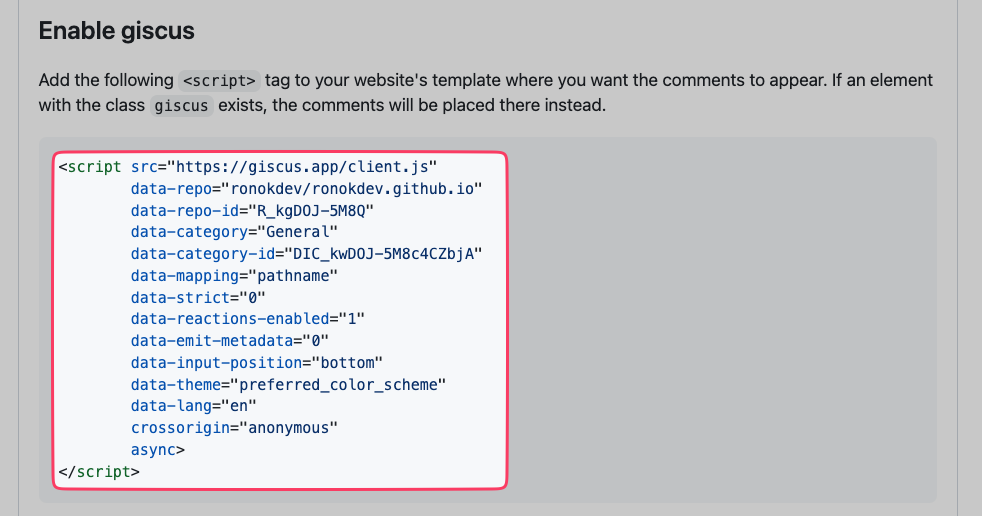 Enable giscus
Add the following <script> tag to your website's template where you want the comments to appear. If an element
with the class giscus exists, the comments will be placed there instead.
<script src="https://giscus.app/client.js"
data-repo="ronokdev/ronokdev.github.io"
data-repo-id="R_kgDOJ-5M8Q"
data-category="General"
data-category-id="DIC_kwDOJ-5M8c4CZbjA"
data-mapping="pathname"
data-strict="0"
data-reactions-enabled="1"
data-emit-metadata="0"
data-input-position="bottom"
data-theme="preferred_color_scheme"
data-lang="en"
crossorigin="anonymous"
async>
</script>